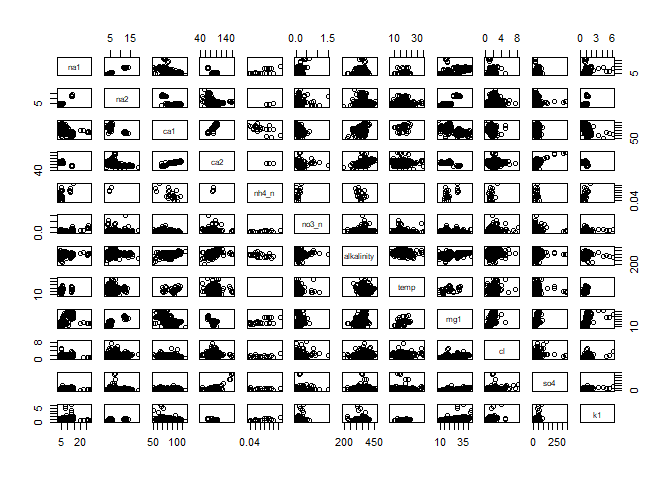 5 15 40 140 0.0 1.5 10 30 0 4 8 0 3 6
na1 5
5 na2
ca1 50
40 ca2
nh4_n 0.04
0.0 no3_n
alkalinity 200
10 temp
mg1 10
0 8 cl
so4 0
0 5 k1
5 20 50 100 0.04 200 450 10 35 0 250